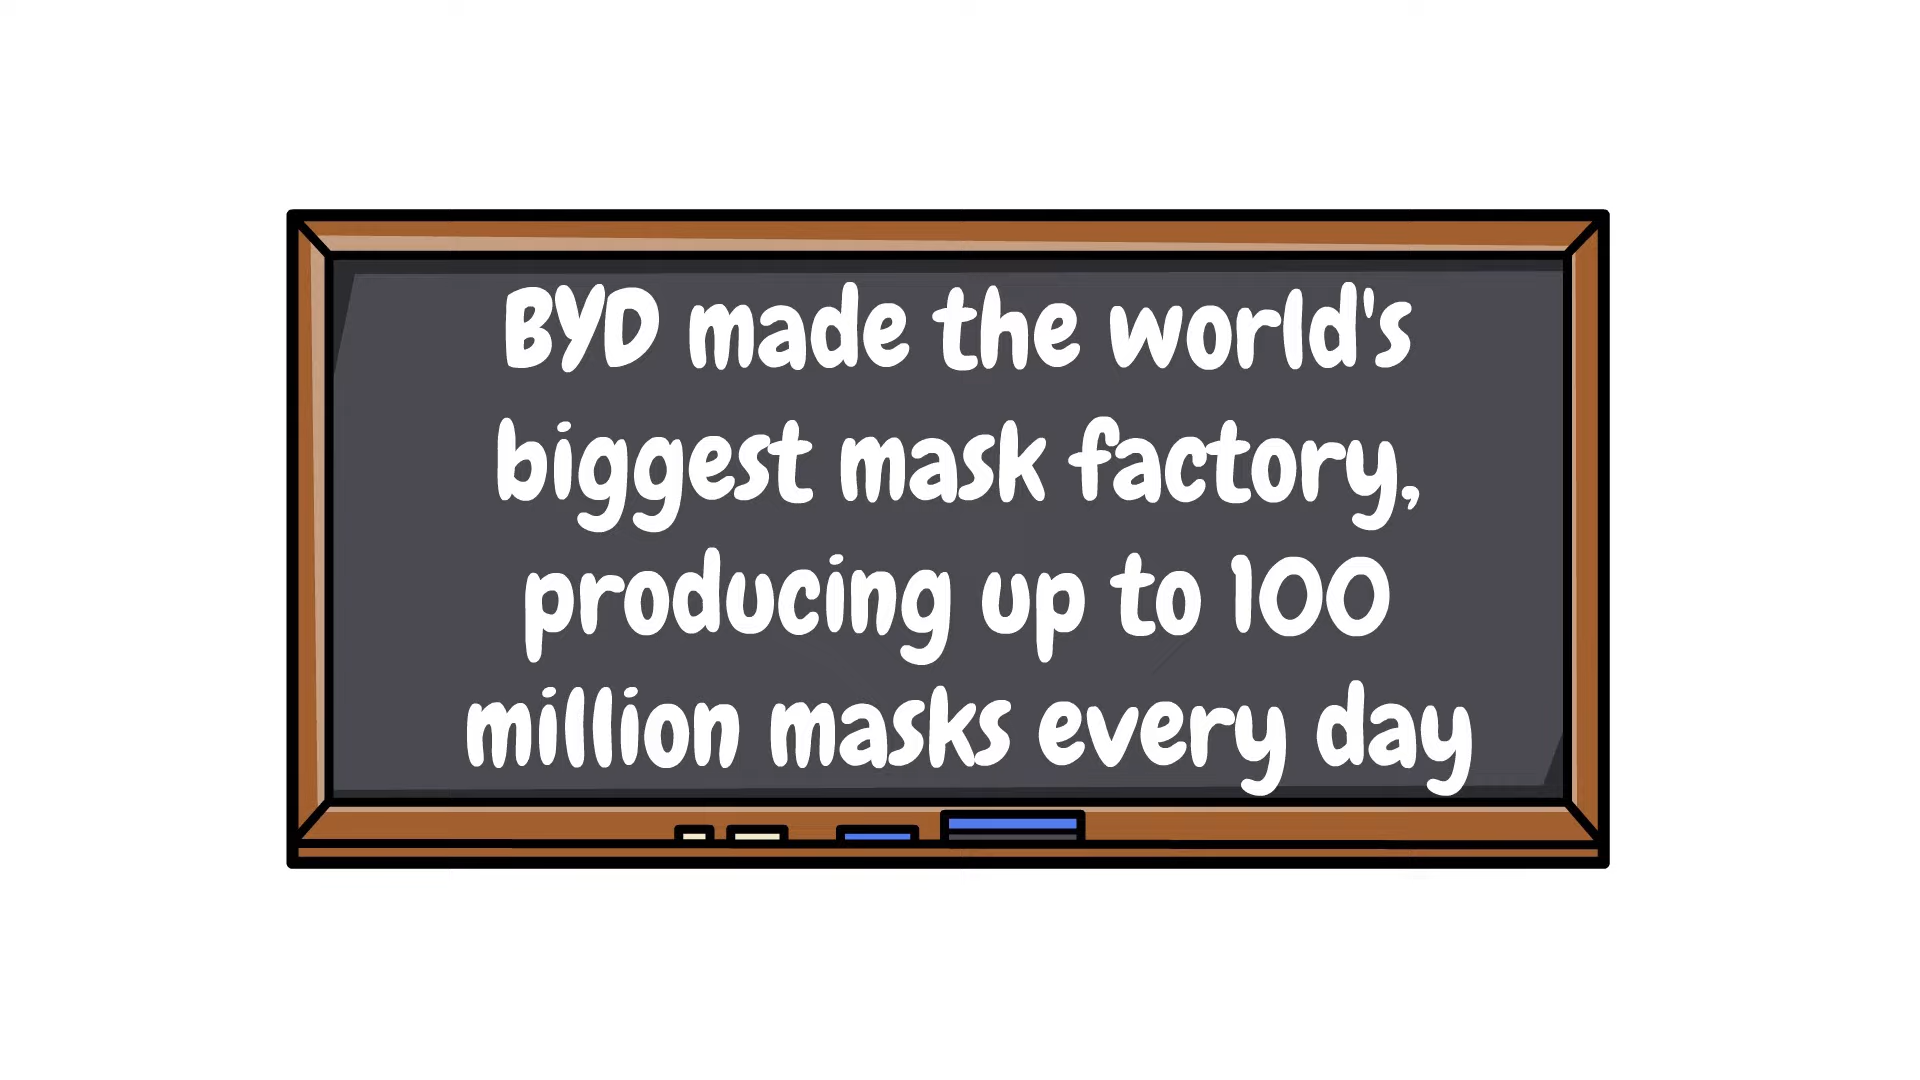 BYD made the world's
biggest mask factory,
producing up to 100
million masks every day